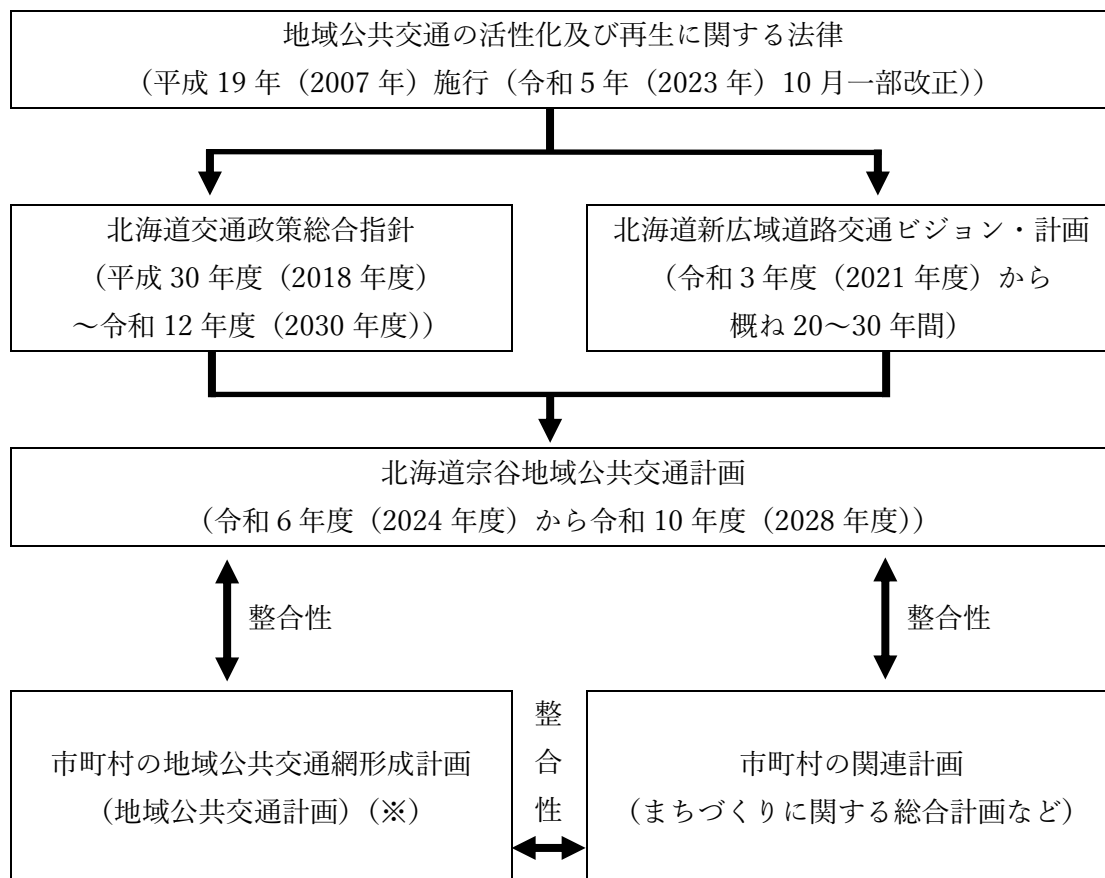 地域公共交通の活性化及び再生に関する法律
(平成 19 年(2007 年)施行(令和 5 年(2023 年)10 月一部改正))
北海道交通政策総合指針
(平成 30 年度(2018 年度)
～令和 12 年度(2030 年度))
北海道新広域道路交通ビジョン・計画
(令和 3 年度(2021 年度)から
概ね 20～30 年間)
北海道宗谷地域公共交通計画
(令和 6 年度(2024 年度)から令和 10 年度(2028 年度))
整合性
整合性
市町村の地域公共交通網形成計画
(地域公共交通計画)(※)
整
合
性
市町村の関連計画
(まちづくりに関する総合計画など)